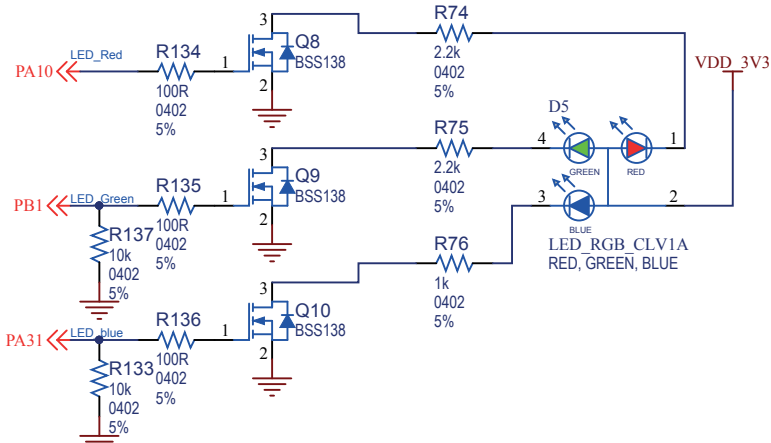 3
R74
LED_Red
R134
Q8
2.2k
VDD_3V3
PA10
1
BSS138
0402
100R
2
5%
0402
5%
D5
3
R75
4
1
GREEN
RED
LED_Green
R135
Q9
2.2k
PB1
1
BSS138
0402
3
2
R137
100R
2
5%
BLUE
10k
0402
R76
LED_RGB_CLV1A
0402
5%
RED, GREEN, BLUE
5%
3
1k
LED_blue
R136
Q10
0402
PA31
1
BSS138
5%
R133
100R
2
10k
0402
0402
5%
5%